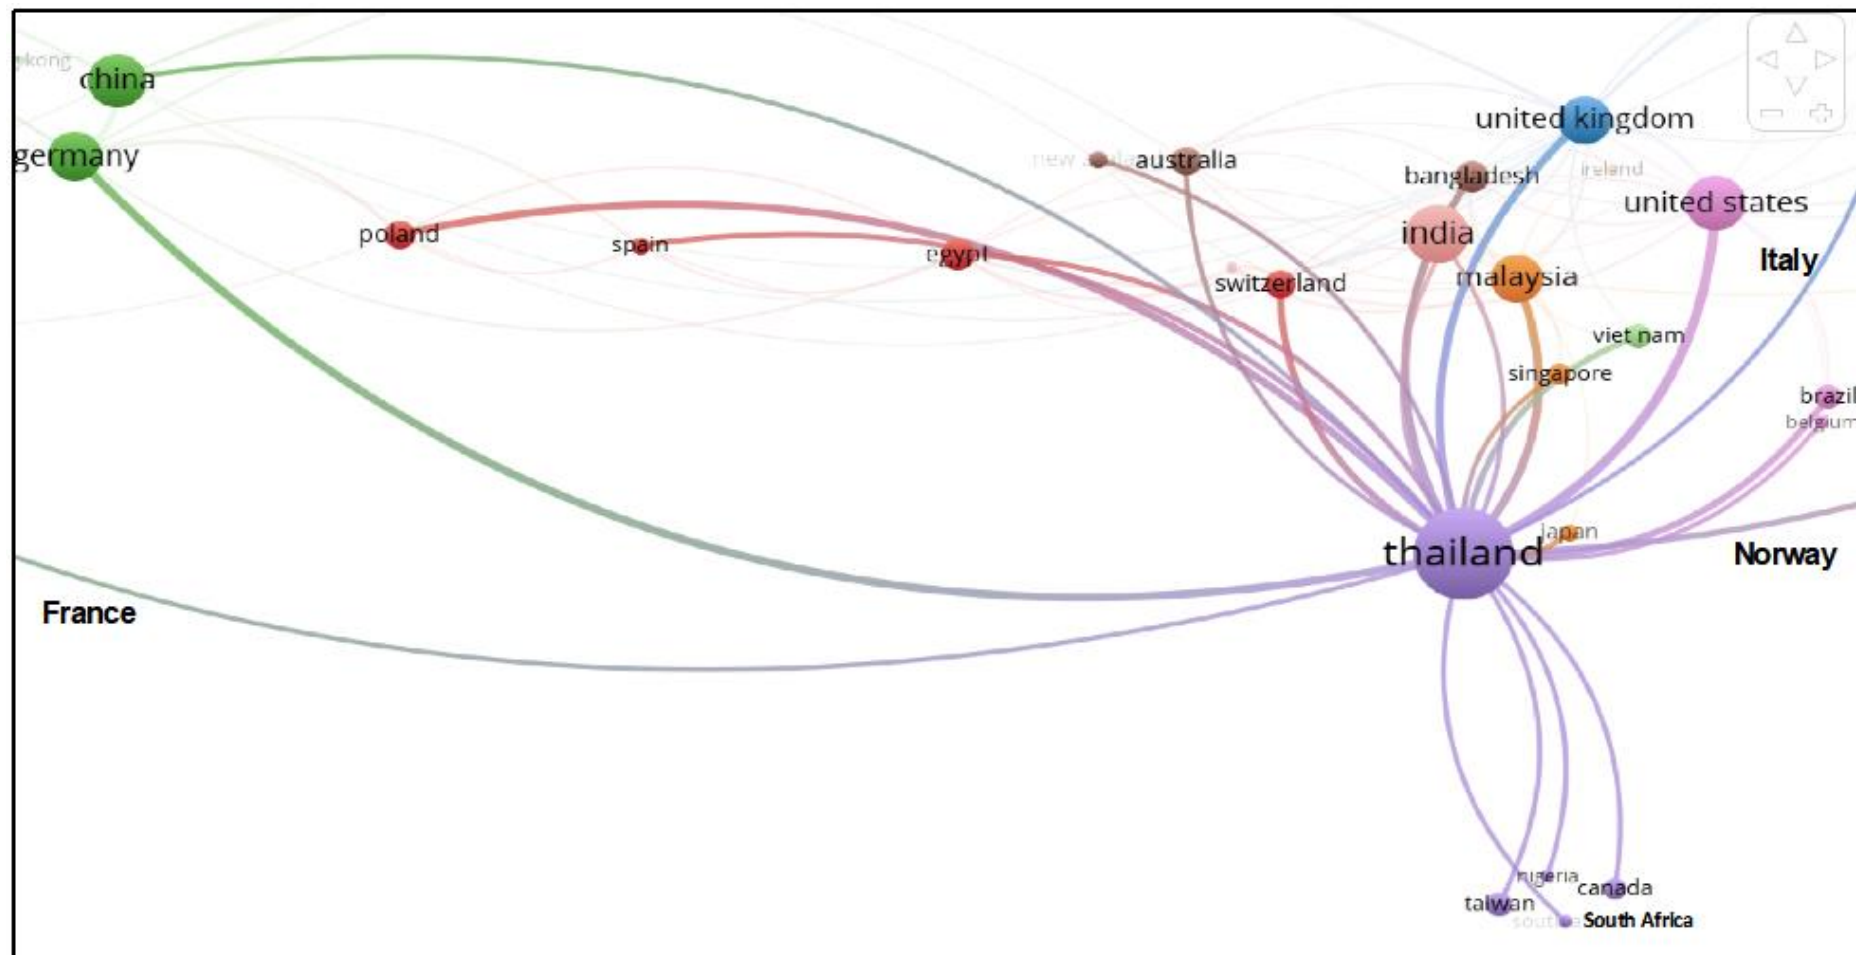 china
germany
poland
spain
egypt
australia
switzerland
bangladesh
india
malaysia
united kingdom
ireland
united states
Italy
viet nam
singapore
brazil
belgium
japan
thailand
Norway
France
nigeria
canada
taiwan
South Africa